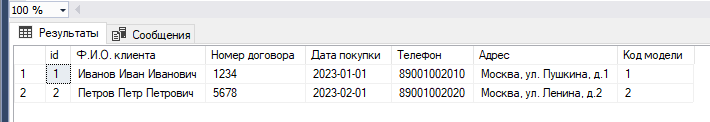 100 %
Результаты Сообщения
id Ф.И.О. клиента Номер договора Дата покупки Телефон Адрес Код модели
1 1 Иванов Иван Иванович 1234 2023-01-01 89001002010 Москва, ул. Пушкина, д.1 1
2 2 Петров Петр Петрович 5678 2023-02-01 89001002020 Москва, ул. Ленина, д.2 2